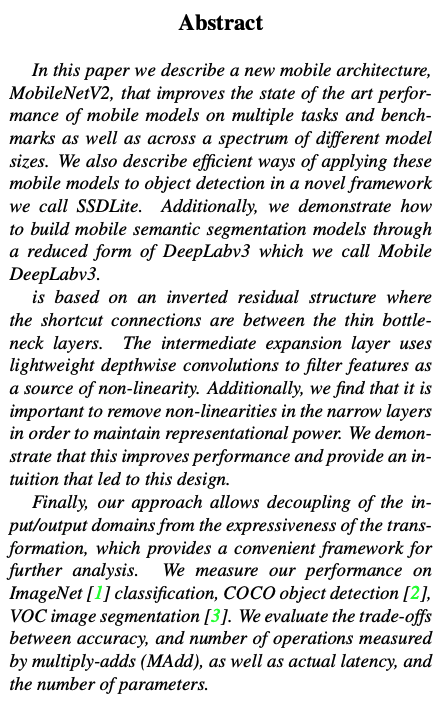 Abstract
In this paper we describe a new mobile architecture,
MobileNetV2, that improves the state of the art perfor-
mance of mobile models on multiple tasks and bench-
marks as well as across a spectrum of different model
sizes. We also describe efficient ways of applying these
mobile models to object detection in a novel framework
we call SSDLite. Additionally, we demonstrate how
to build mobile semantic segmentation models through
a reduced form of DeepLabv3 which we call Mobile
DeepLabv3.
is based on an inverted residual structure where
the shortcut connections are between the thin bottle-
neck layers. The intermediate expansion layer uses
lightweight depthwise convolutions to filter features as
a source of non-linearity. Additionally, we find that it is
important to remove non-linearities in the narrow layers
in order to maintain representational power. We demon-
strate that this improves performance and provide an in-
tuition that led to this design.
Finally, our approach allows decoupling of the in-
put/output domains from the expressiveness of the trans-
formation, which provides a convenient framework for
further analysis. We measure our performance on
ImageNet [1] classification, COCO object detection [2],
VOC image segmentation [3]. We evaluate the trade-offs
between accuracy, and number of operations measured
by multiply-adds (MAdd), as well as actual latency, and
the number of parameters.